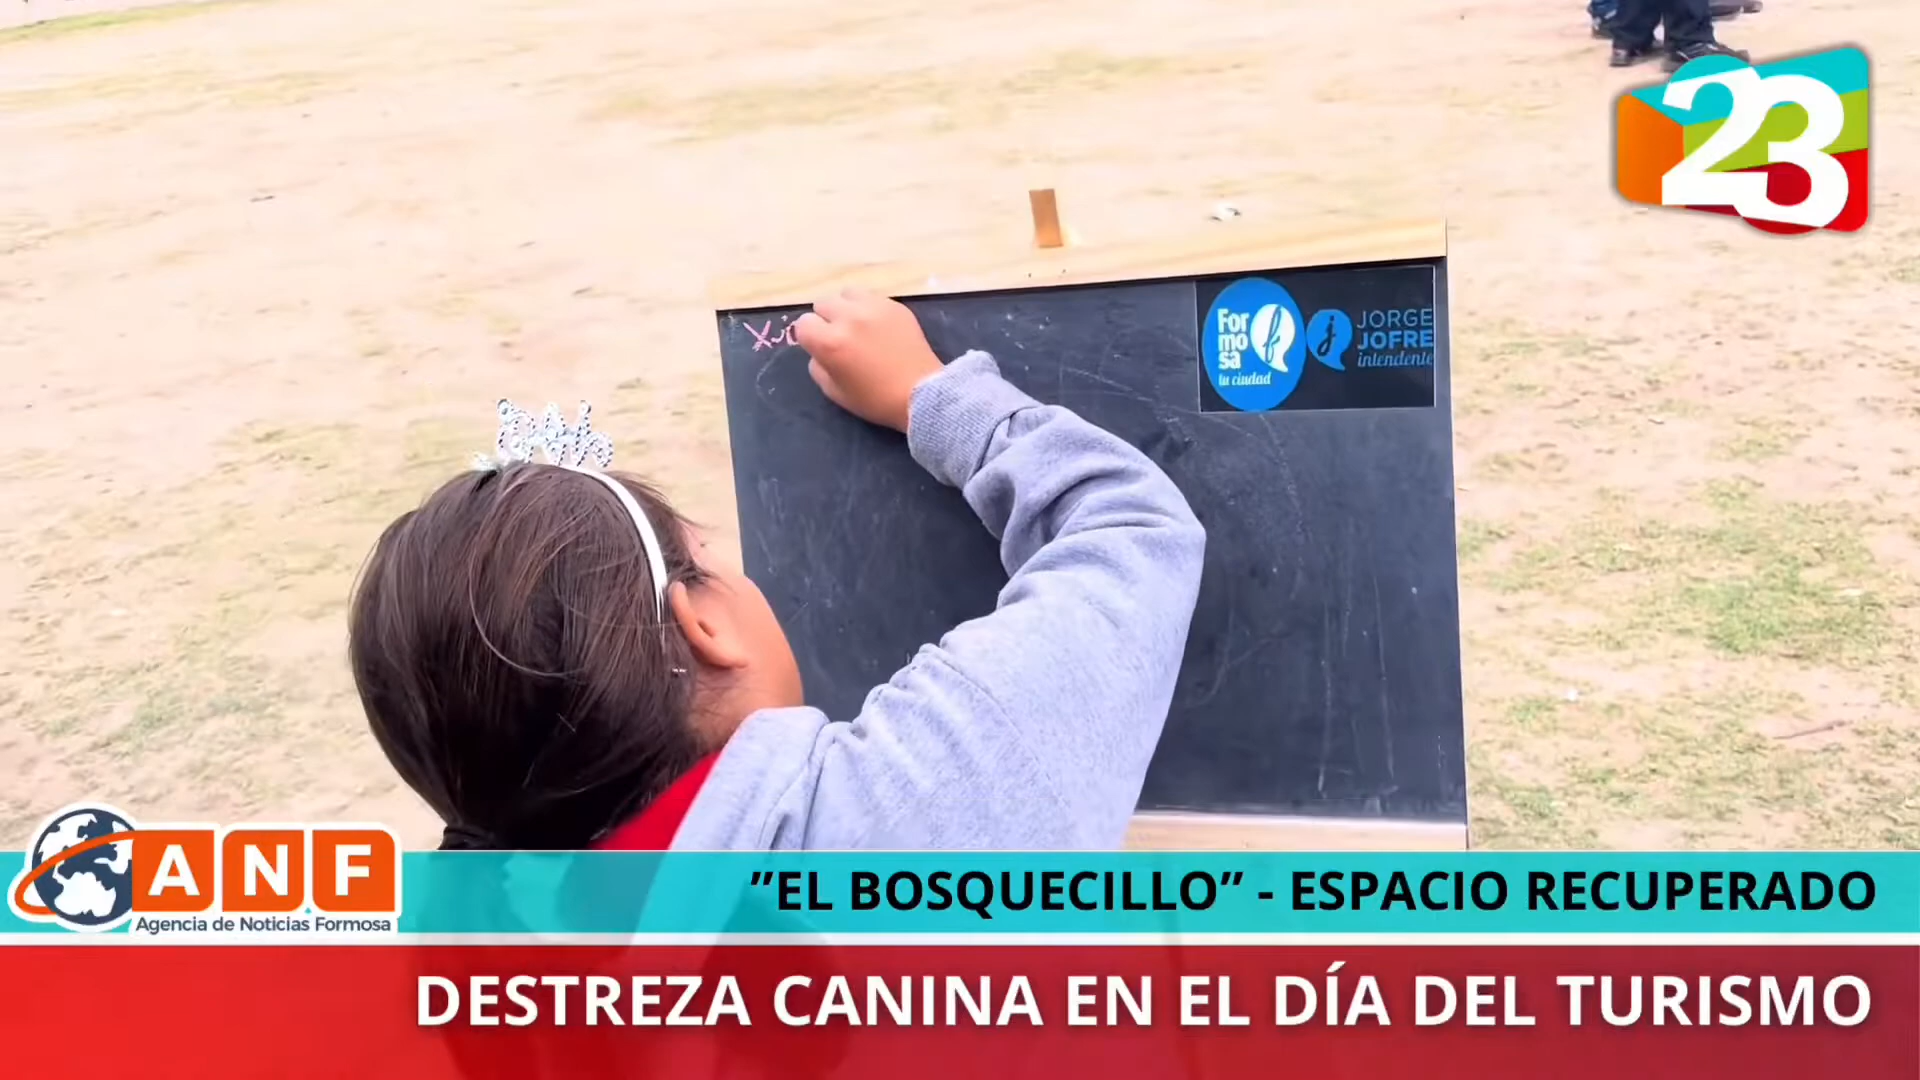 23
Xio
For
mo
sa
tu ciudad
f
j
JORGE
JOFRE
intendente
ANF
Agencia de Noticias Formosa
”EL BOSQUECILLO” - ESPACIO RECUPERADO
DESTREZA CANINA EN EL DÍA DEL TURISMO